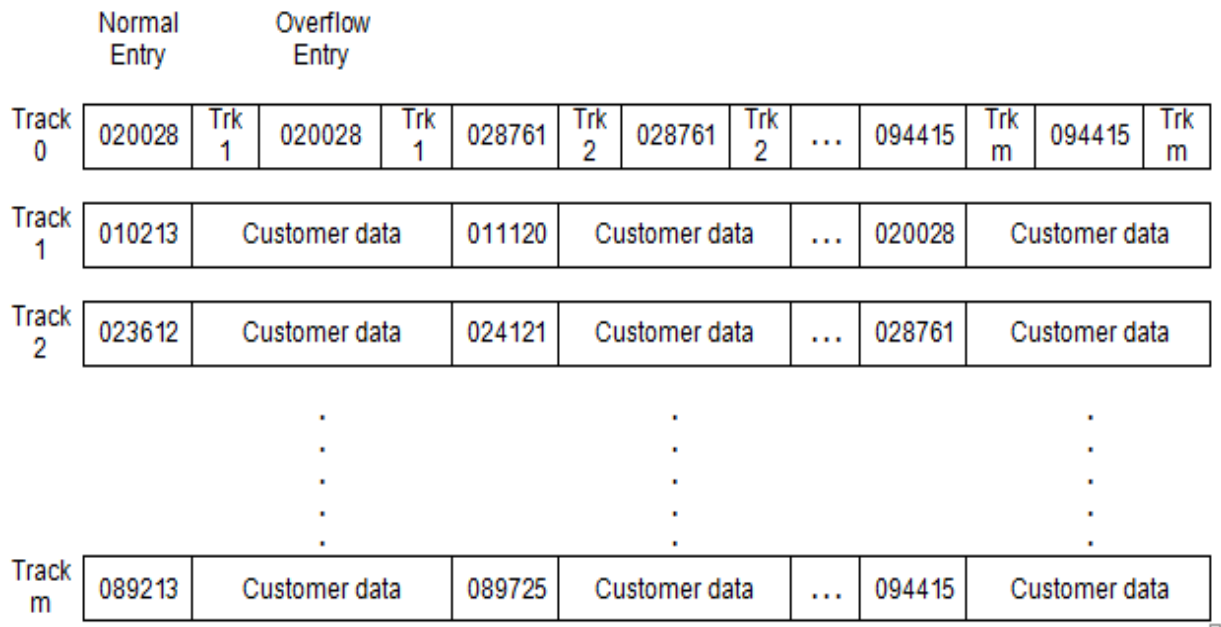 Normal Entry Overflow Entry
Track 0 020028 Trk 1 020028 Trk 1 028761 Trk 2 028761 Trk 2 ... 094415 Trk m 094415 Trk m
Track 1 010213 Customer data 011120 Customer data ... 020028 Customer data
Track 2 023612 Customer data 024121 Customer data ... 028761 Customer data
Track m 089213 Customer data 089725 Customer data ... 094415 Customer data